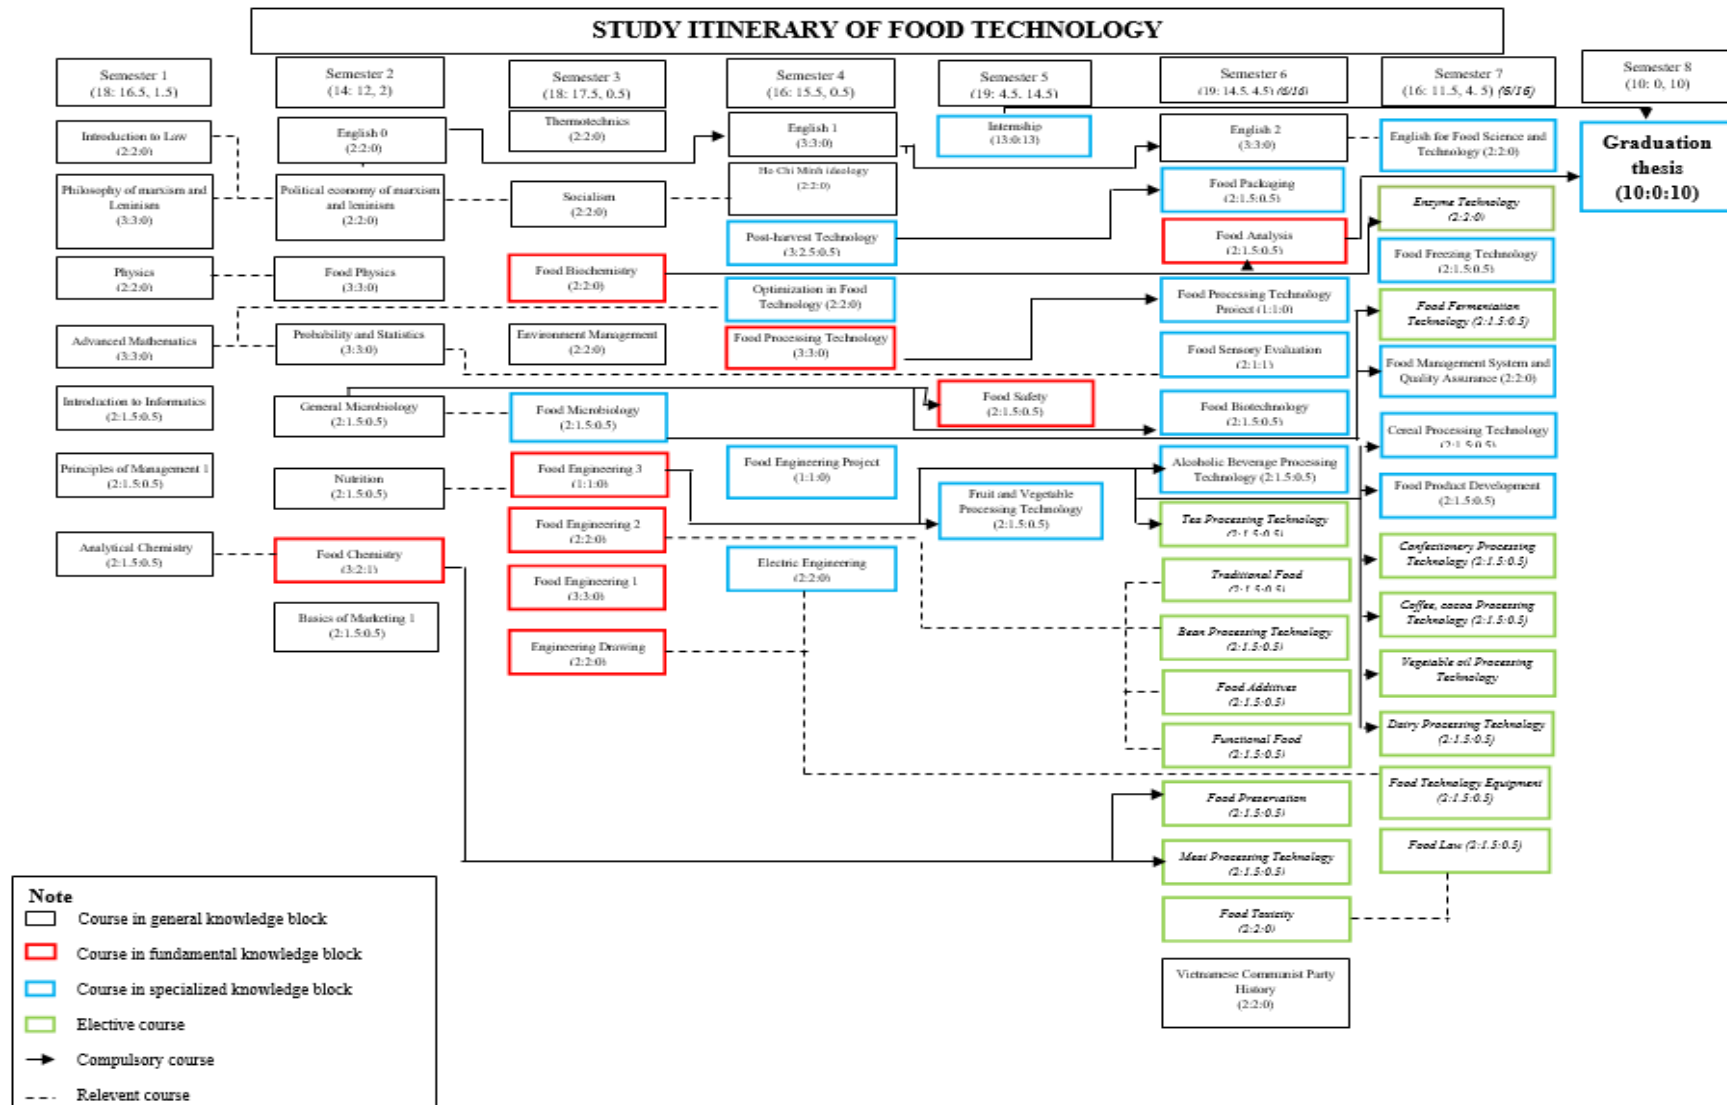 STUDY ITINERARY OF FOOD TECHNOLOGY
Semester 1
(18: 16.5, 1.5)
Semester 2
(14: 12, 2)
Semester 3
(18: 17.5, 0.5)
Semester 4
(16: 15.5, 0.5)
Semester 5
(19: 4.5, 14.5)
Semester 6
(19: 14.5, 4.5) (6/16)
Semester 7
(16: 11.5, 4. 5) (6/16)
Semester 8
(10: 0, 10)
Introduction to Law
(2:2:0)
Philosophy of marxism and
Leninism
(3:3:0)
Physics
(2:2:0)
Advanced Mathematics
(3:3:0)
Introduction to Informatics
(2:1.5:0.5)
Principles of Management 1
(2:1.5:0.5)
Analytical Chemistry
(2:1.5:0.5)
English 0
(2:2:0)
Political economy of marxism
and leninism
(2:2:0)
Food Physics
(3:3:0)
Probability and Statistics
(3:3:0)
General Microbiology
(2:1.5:0.5)
Nutrition
(2:1.5:0.5)
Food Chemistry
(3:2:1)
Basics of Marketing 1
(2:1.5:0.5)
Thermotechnics
(2:2:0)
Socialism
(2:2:0)
Food Biochemistry
(2:2:0)
Environment Management
(2:2:0)
Food Microbiology
(2:1.5:0.5)
Food Engineering 3
(1:1:0)
Food Engineering 2
(2:2:0)
Food Engineering 1
(3:3:0)
Engineering Drawing
(2:2:0)
English 1
(3:3:0)
Ho Chi Minh ideology
(2:2:0)
Post-harvest Technology
(3:2.5:0.5)
Optimization in Food
Technology (2:2:0)
Food Processing Technology
(3:3:0)
Food Engineering Project
(1:1:0)
Electric Engineering
(2:2:0)
Internship
(13:0:13)
Food Safety
(2:1.5:0.5)
Fruit and Vegetable
Processing Technology
(2:1.5:0.5)
English 2
(3:3:0)
Food Packaging
(2:1.5:0.5)
Food Analysis
(2:1.5:0.5)
Food Processing Technology
Project (1:1:0)
Food Sensory Evaluation
(2:1:1)
Food Biotechnology
(2:1.5:0.5)
Alcoholic Beverage Processing
Technology (2:1.5:0.5)
Tea Processing Technology
(2:1.5:0.5)
Traditional Food
(2:1.5:0.5)
Bean Processing Technology
(2:1.5:0.5)
Food Additives
(2:1.5:0.5)
Functional Food
(2:1.5:0.5)
Food Preservation
(2:1.5:0.5)
Meat Processing Technology
(2:1.5:0.5)
Food Toxicity
(2:2:0)
Vietnamese Communist Party
History
(2:2:0)
English for Food Science and
Technology (2:2:0)
Enzyme Technology
(2:2:0)
Food Freezing Technology
(2:1.5:0.5)
Food Fermentation
Technology (2:1.5:0.5)
Food Management System and
Quality Assurance (2:2:0)
Cereal Processing Technology
(2:1.5:0.5)
Food Product Development
(2:1.5:0.5)
Confectionery Processing
Technology (2:1.5:0.5)
Coffee, cocoa Processing
Technology (2:1.5:0.5)
Vegetable oil Processing
Technology
Dairy Processing Technology
(2:1.5:0.5)
Food Technology Equipment
(2:1.5:0.5)
Food Law (2:1.5:0.5)
Graduation
thesis
(10:0:10)
Note
Course in general knowledge block
Course in fundamental knowledge block
Course in specialized knowledge block
Elective course
Compulsory course
Relevent course